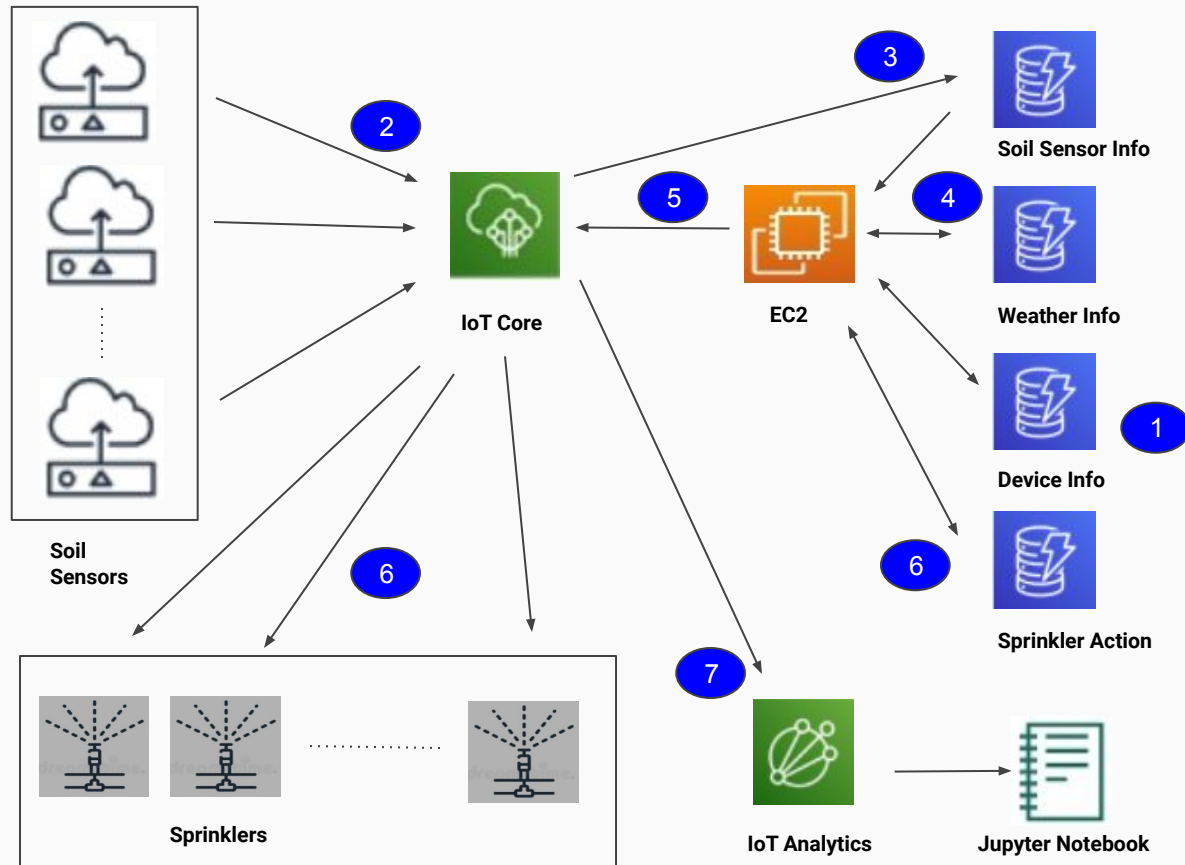 3
2
Soil Sensor Info
5
4
IoT Core
EC2
Weather Info
1
Device Info
Soil
Sensors
6
6
Sprinkler Action
7
Sprinklers
IoT Analytics
Jupyter Notebook